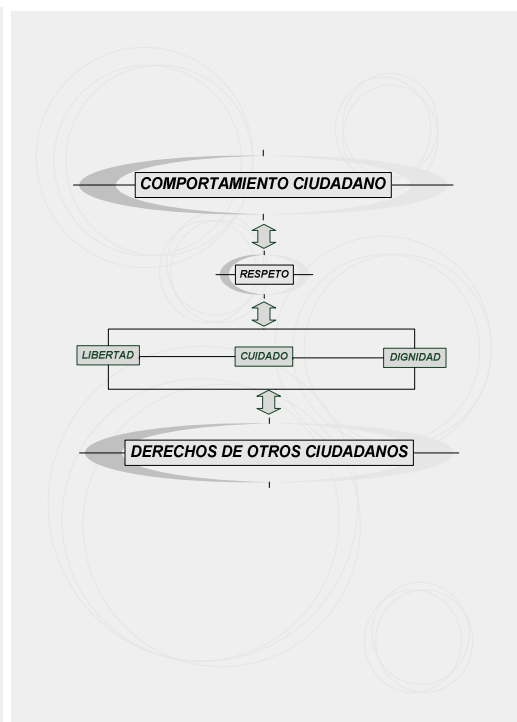 COMPORTAMIENTO CIUDADANO
RESPETO
LIBERTAD
CUIDADO
DIGNIDAD
DERECHOS DE OTROS CIUDADANOS